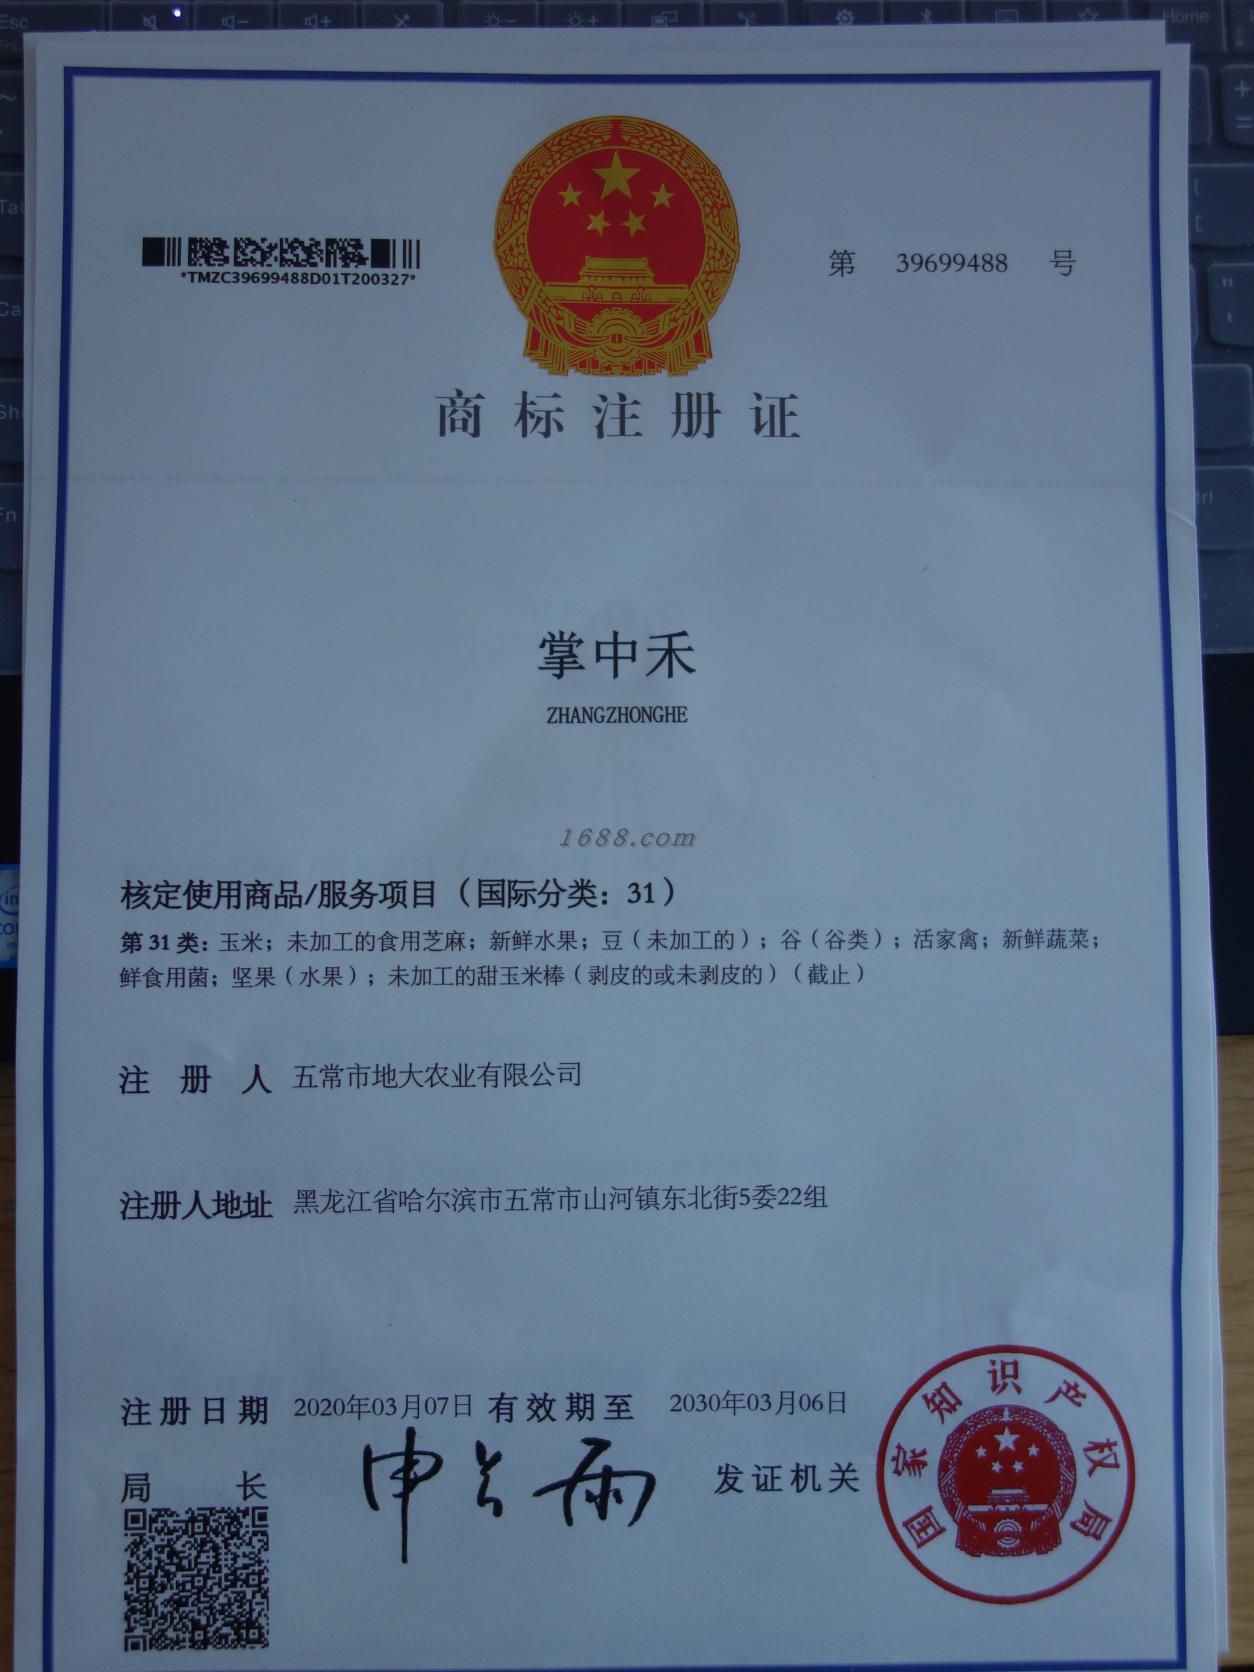 *TMZC39699488D01T200327*
第 39699488 号
商标注册证
掌中禾
ZHANGZHONGHE
1688.com
核定使用商品/服务项目（国际分类：31）
第31类：玉米；未加工的食用芝麻；新鲜水果；豆（未加工的）；谷（谷类）；活家禽；新鲜蔬菜；
鲜食用菌；坚果（水果）；未加工的甜玉米棒（剥皮的或未剥皮的）（截止）
注册人 五常市地大农业有限公司
注册人地址 黑龙江省哈尔滨市五常市山河镇东北街5委22组
注册日期 2020年03月07日 有效期至 2030年03月06日
局长 申长雨 发证机关
国家知识产权局
Esc
Home
Fn